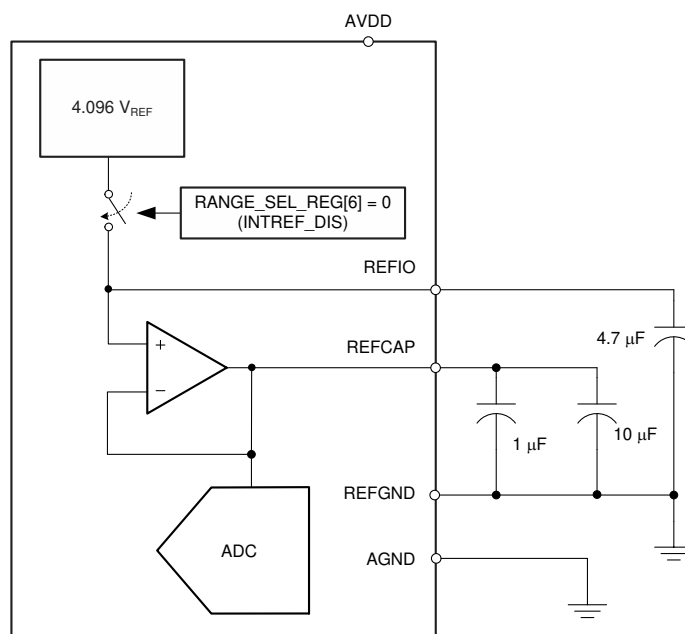 AVDD
4.096 VREF
RANGE_SEL_REG[6] = 0
(INTREF_DIS)
REFIO
+
−
4.7 μF
REFCAP
1 μF
10 μF
REFGND
ADC
AGND